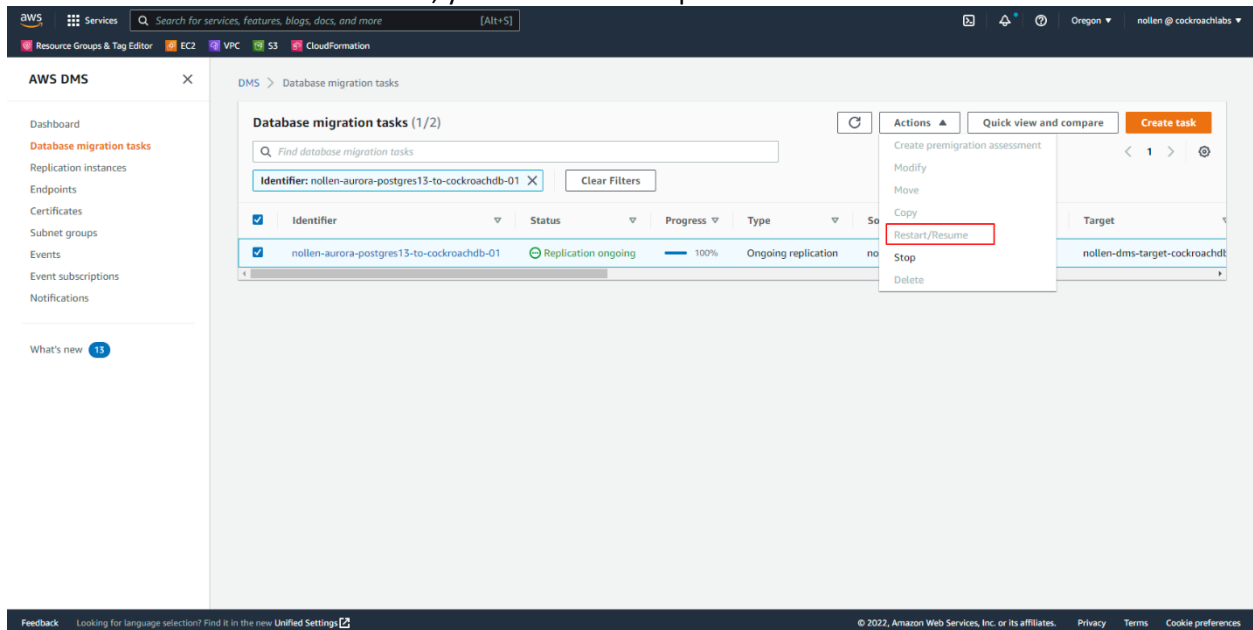 aws Services Search for services, features, blogs, docs, and more [Alt+S] Oregon ▼ nollen @ cockroachlabs ▼
Resource Groups & Tag Editor EC2 VPC S3 CloudFormation
AWS DMS
Dashboard
Database migration tasks
Replication instances
Endpoints
Certificates
Subnet groups
Events
Event subscriptions
Notifications
What's new 13
DMS > Database migration tasks
Database migration tasks (1/2)
Actions ▲ Quick view and compare Create task
Find database migration tasks
< 1 >
Identifier: nollen-aurora-postgres13-to-cockroachdb-01 Clear Filters
Create premigration assessment
Modify
Move
Copy
Restart/Resume
Stop
Delete
Identifier Status Progress Type So Target
nollen-aurora-postgres13-to-cockroachdb-01 Replication ongoing 100% Ongoing replication no nollen-dms-target-cockroachdb
Feedback Looking for language selection? Find it in the new Unified Settings © 2022, Amazon Web Services, Inc. or its affiliates. Privacy Terms Cookie preferences